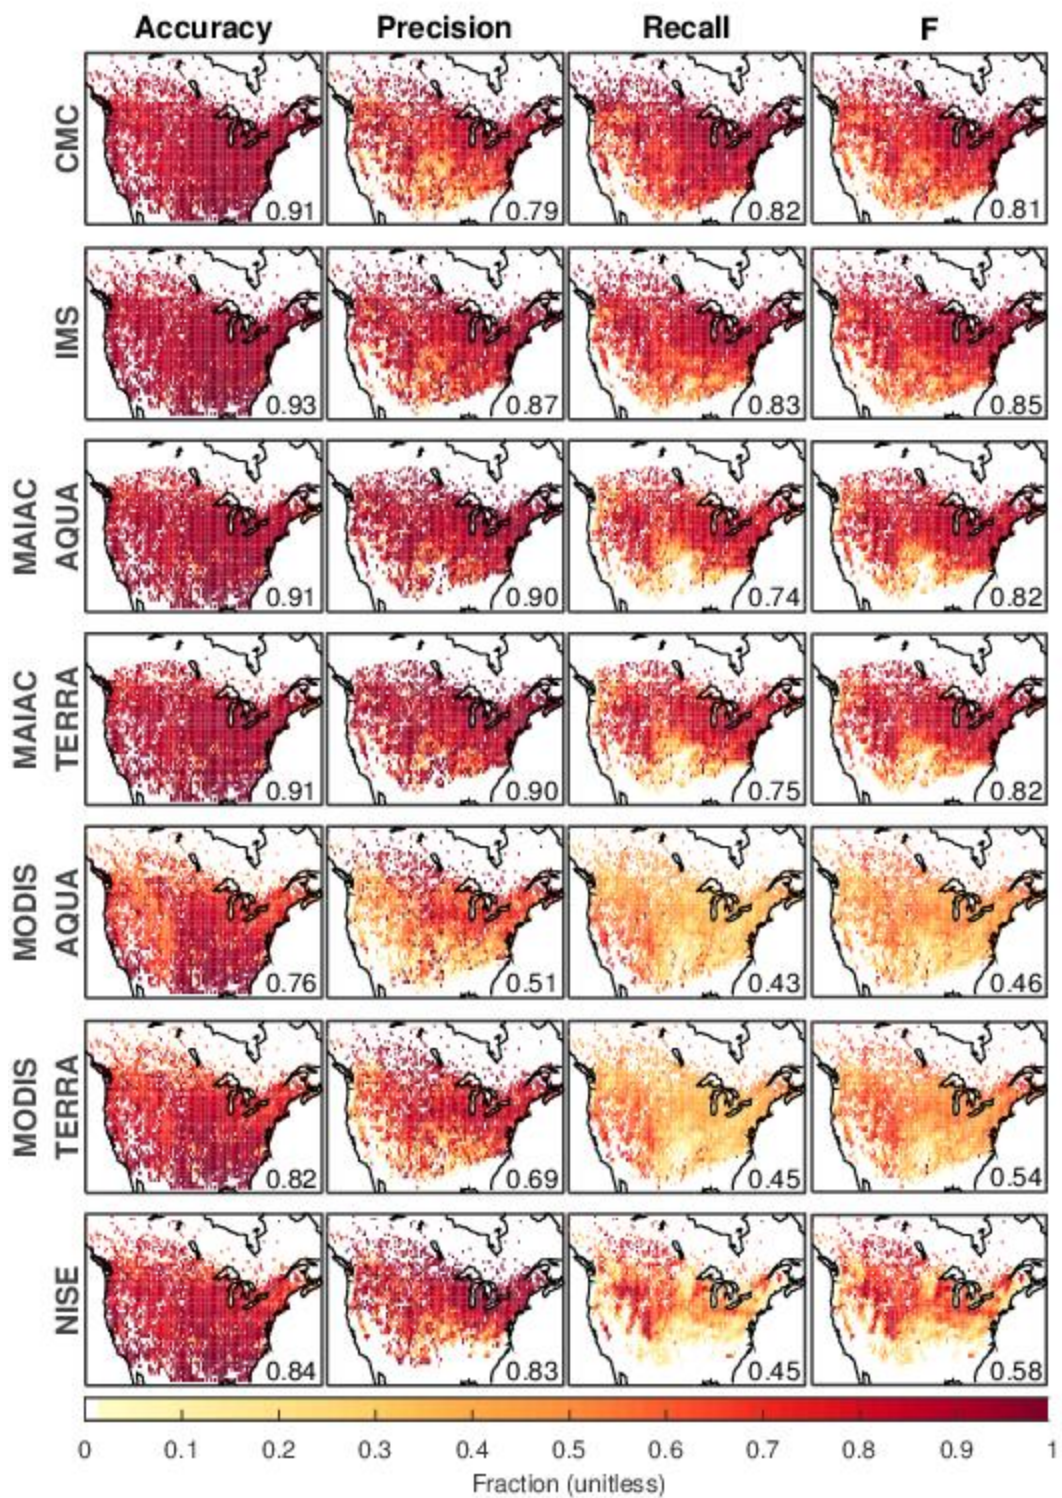 Accuracy Precision Recall F
CMC
0.91 0.79 0.82 0.81
IMS
0.93 0.87 0.83 0.85
MAIAC
AQUA
0.91 0.90 0.74 0.82
MAIAC
TERRA
0.91 0.90 0.75 0.82
MODIS
AQUA
0.76 0.51 0.43 0.46
MODIS
TERRA
0.82 0.69 0.45 0.54
NISE
0.84 0.83 0.45 0.58
0 0.1 0.2 0.3 0.4 0.5 0.6 0.7 0.8 0.9 1
Fraction (unitless)